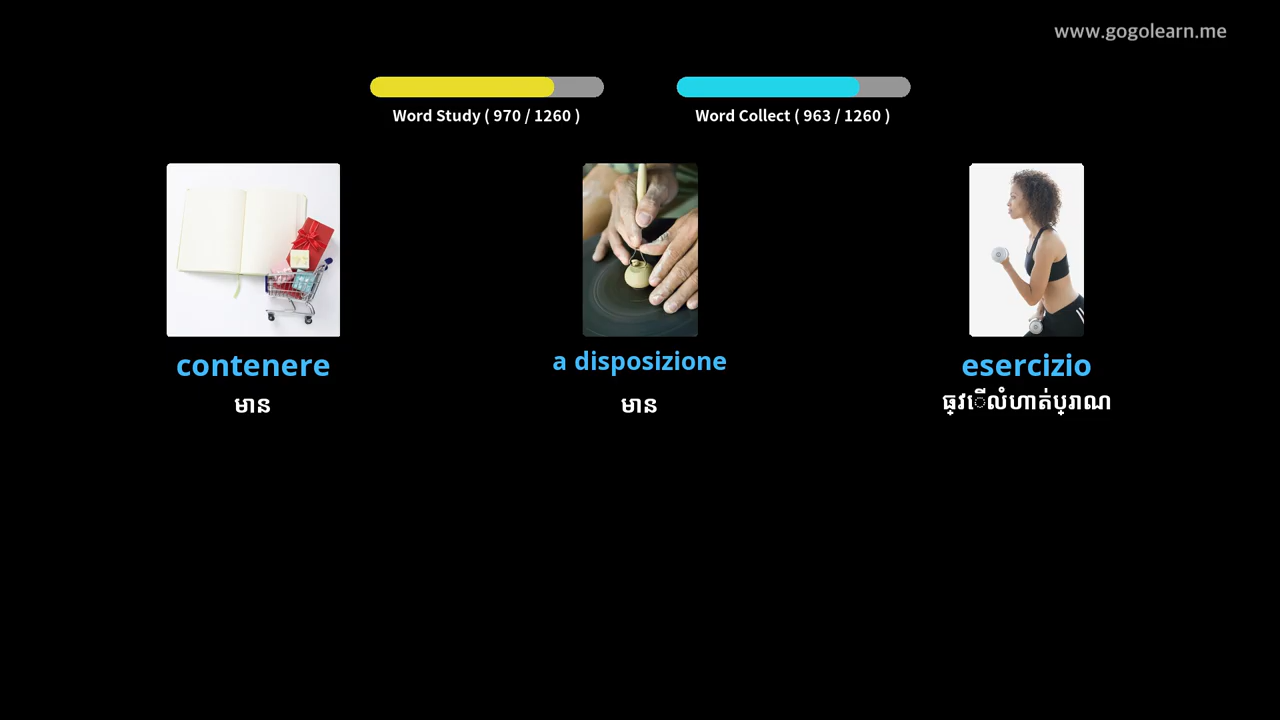 www.gogolearn.me
Word Study ( 970 / 1260 )
Word Collect ( 963 / 1260 )
contenere
មាន
a disposizione
មាន
esercizio
ធ្វើលំហាត់ប្រាណ